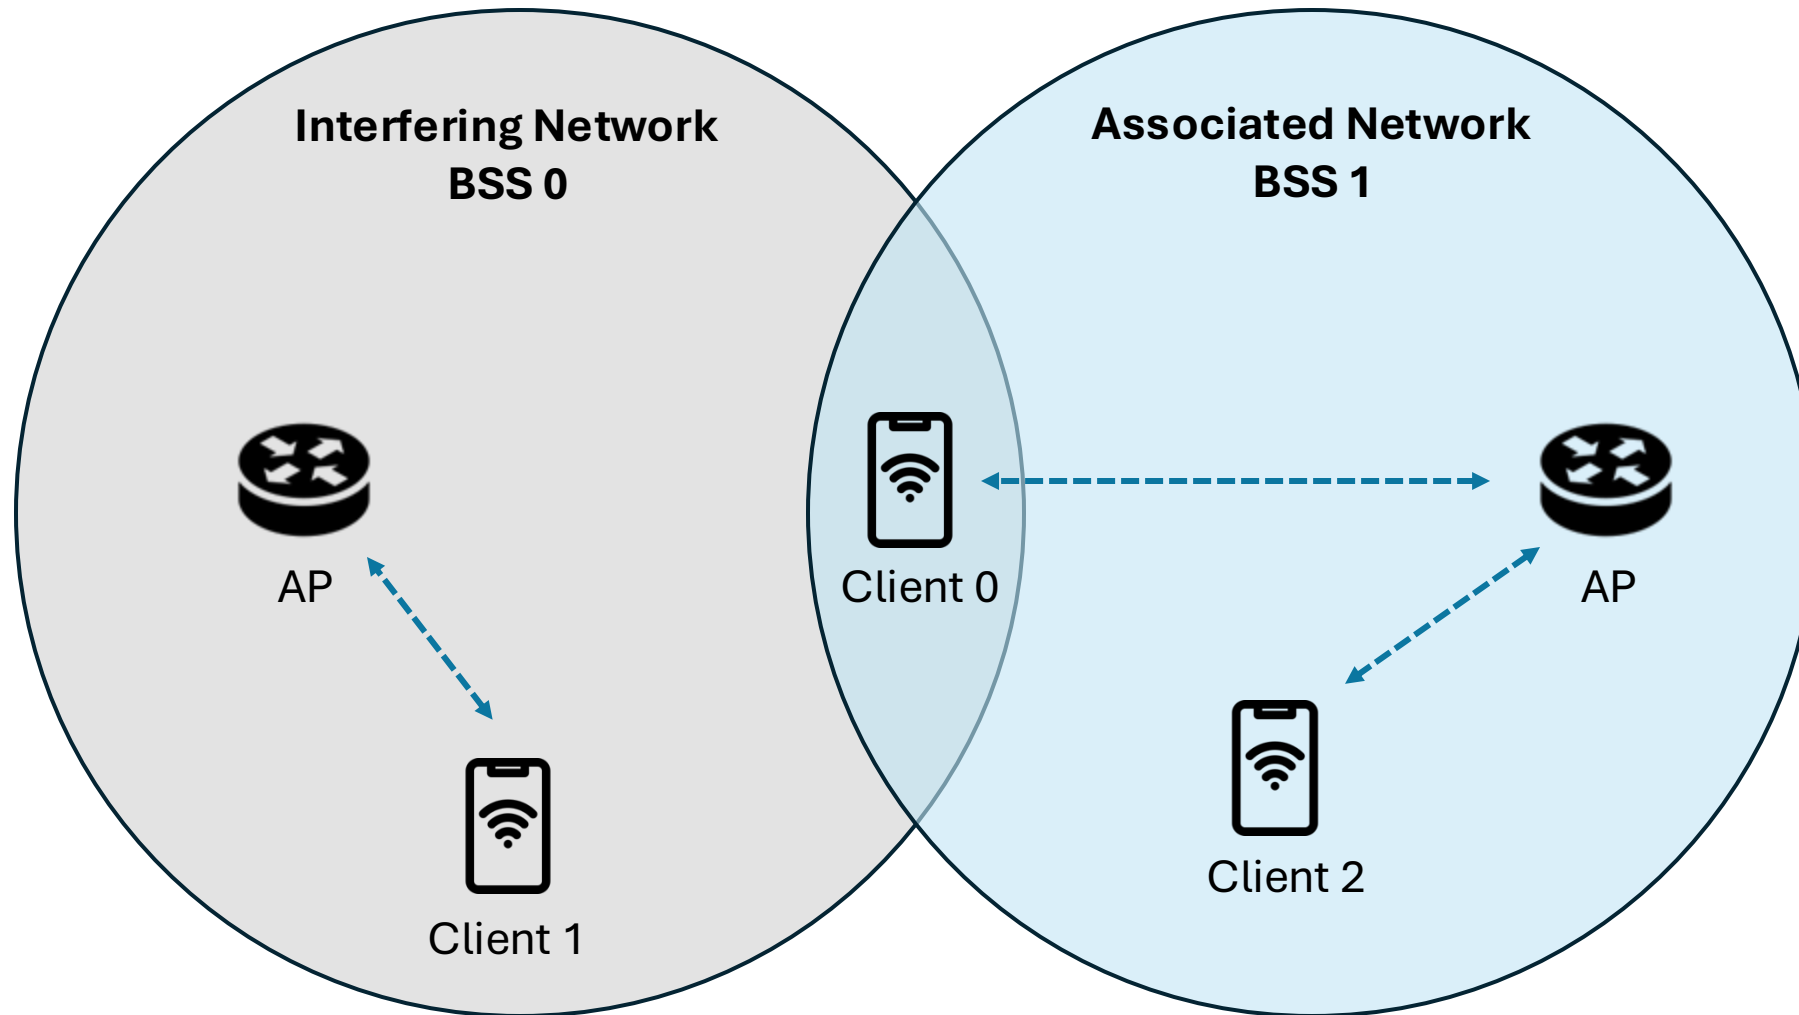 Interfering Network
BSS 0
Associated Network
BSS 1
AP
Client 0
AP
Client 1
Client 2